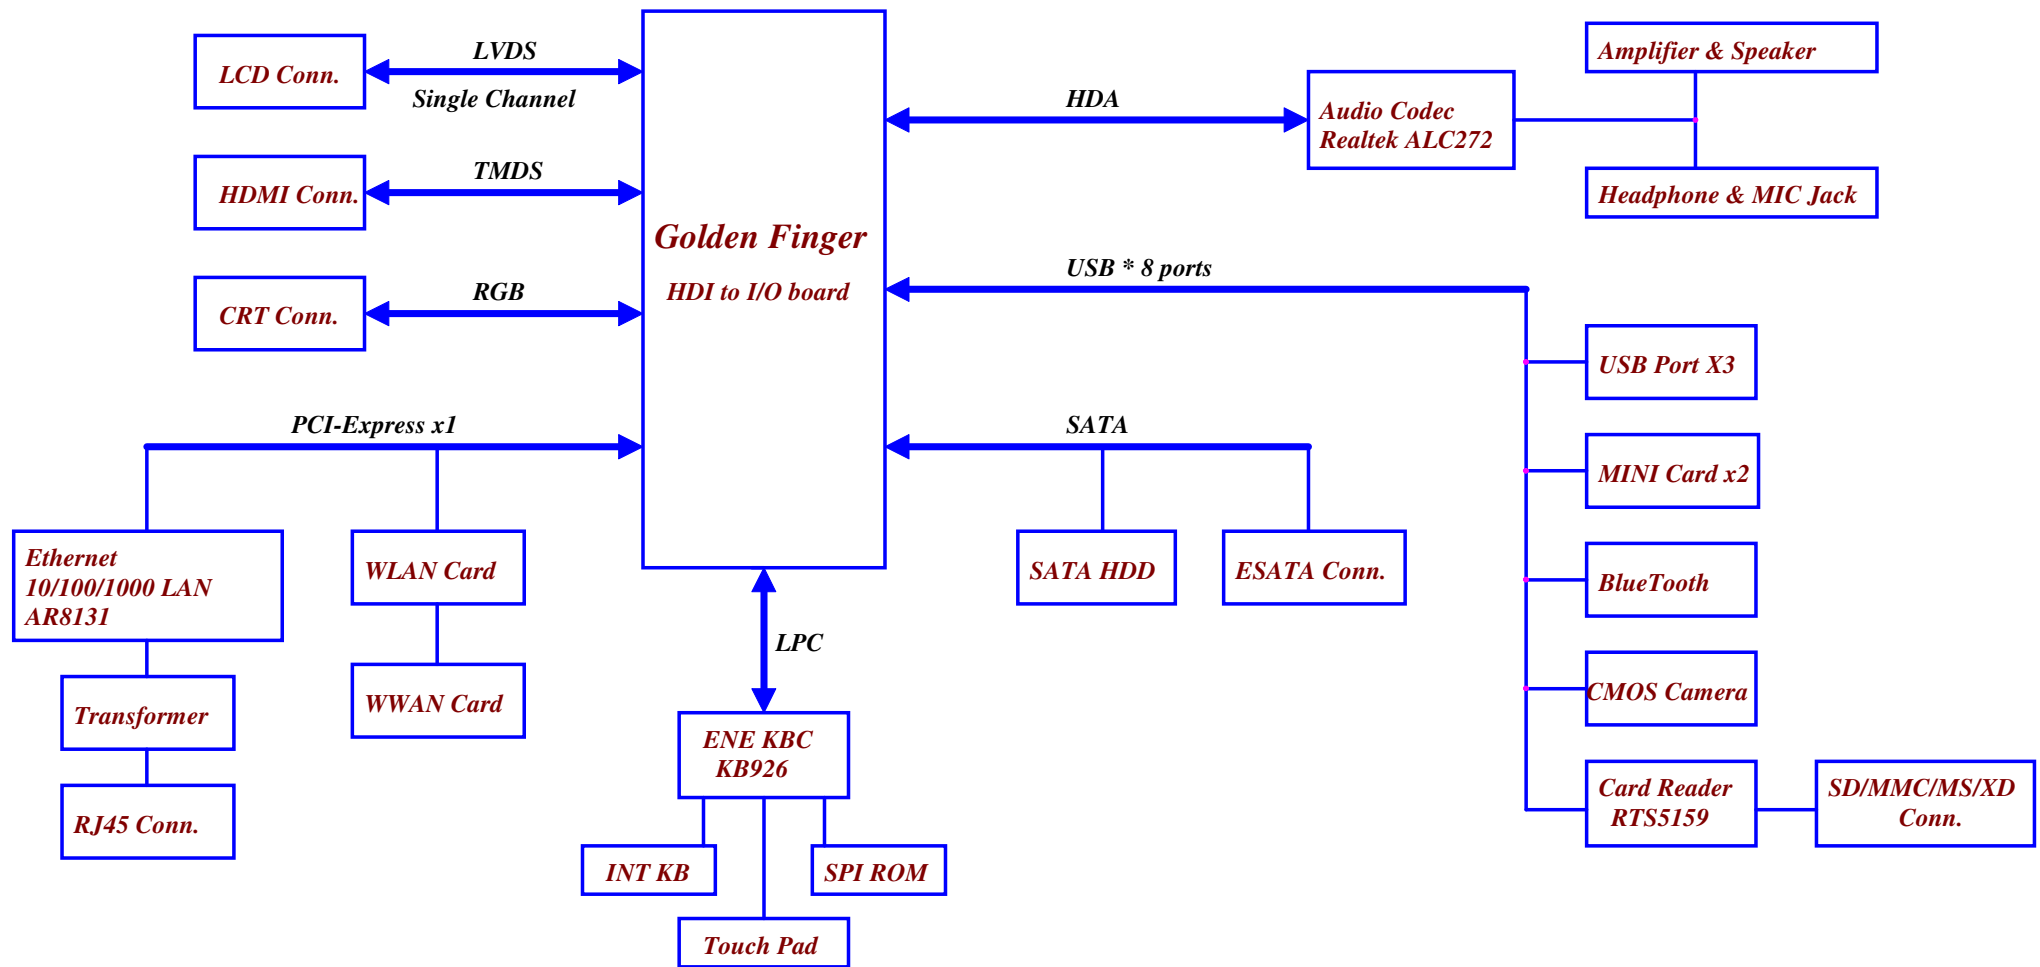 LCD Conn.
LVDS
Single Channel
HDMI Conn.
TMDS
CRT Conn.
RGB
Golden Finger
HDI to I/O board
HDA
Audio Codec
Realtek ALC272
Amplifier & Speaker
Headphone & MIC Jack
USB * 8 ports
USB Port X3
MINI Card x2
BlueTooth
CMOS Camera
Card Reader
RTS5159
SD/MMC/MS/XD
Conn.
PCI-Express x1
Ethernet
10/100/1000 LAN
AR8131
Transformer
RJ45 Conn.
WLAN Card
WWAN Card
SATA
SATA HDD
ESATA Conn.
LPC
ENE KBC
KB926
INT KB
SPI ROM
Touch Pad